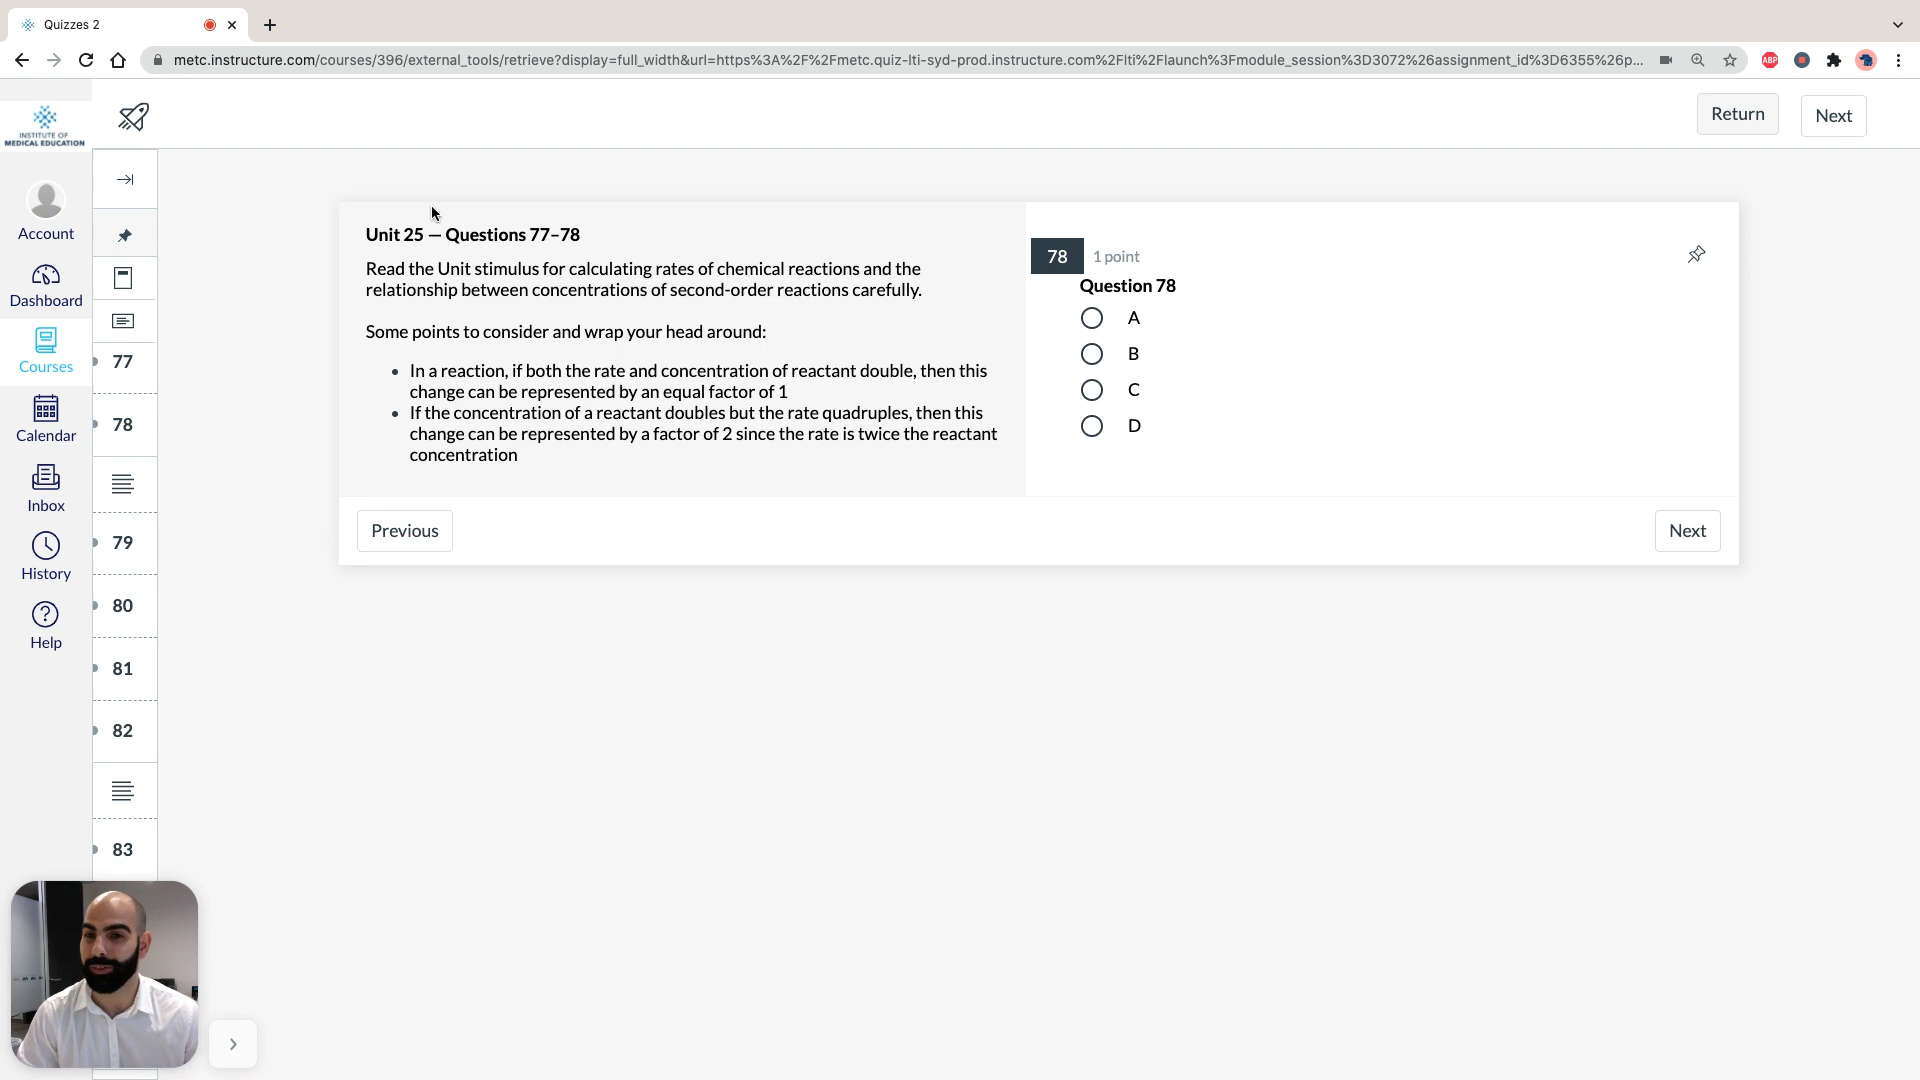 Quizzes 2
metc.instructure.com/courses/396/external_tools/retrieve?display=full_width&url=https%3A%2F%2Fmetc.quiz-lti-syd-prod.instructure.com%2Flti%2Flaunch%3Fmodule_session%3D3072%26assignment_id%3D6355%26p...
ABP
INSTITUTE OF
MEDICAL EDUCATION
Return
Next
Account
Dashboard
Courses
Calendar
Inbox
History
Help
77
78
79
80
81
82
83
Unit 25 – Questions 77–78
Read the Unit stimulus for calculating rates of chemical reactions and the
relationship between concentrations of second-order reactions carefully.
Some points to consider and wrap your head around:
• In a reaction, if both the rate and concentration of reactant double, then this
change can be represented by an equal factor of 1
• If the concentration of a reactant doubles but the rate quadruples, then this
change can be represented by a factor of 2 since the rate is twice the reactant
concentration
78
1 point
Question 78
A
B
C
D
Previous
Next